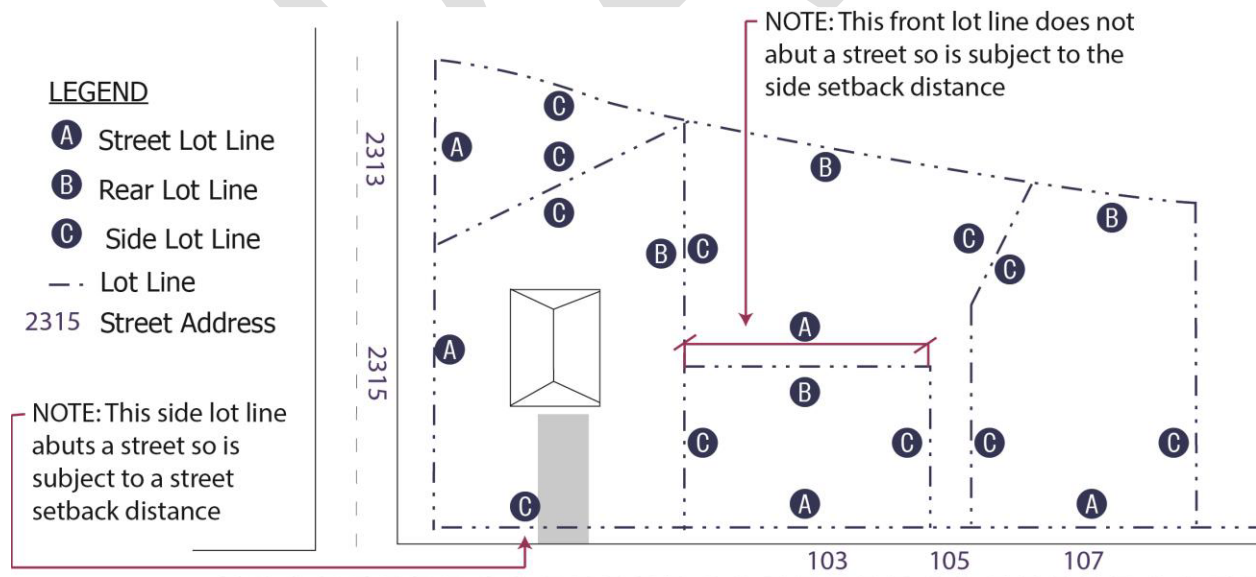 NOTE: This front lot line does not
abut a street so is subject to the
side setback distance
LEGEND
A Street Lot Line
B Rear Lot Line
C Side Lot Line
Lot Line
2315 Street Address
NOTE: This side lot line
abuts a street so is
subject to a street
setback distance
2313
2315
A
C
C
C
B
C
B
C
C
B
A
A
B
C
C
C
C
C
A
A
103 105 107